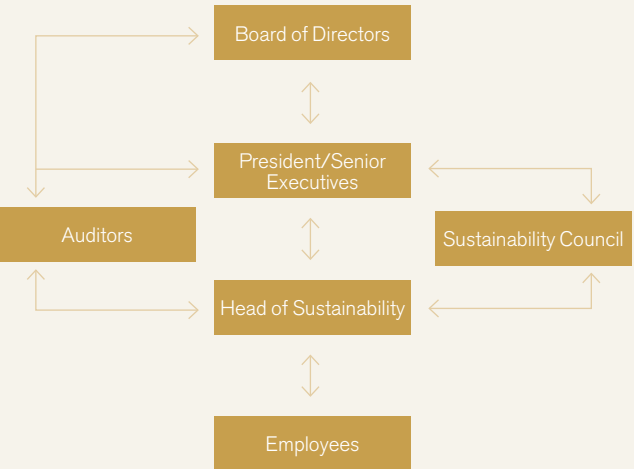 Board of Directors
President/Senior
Executives
Auditors
Sustainability Council
Head of Sustainability
Employees